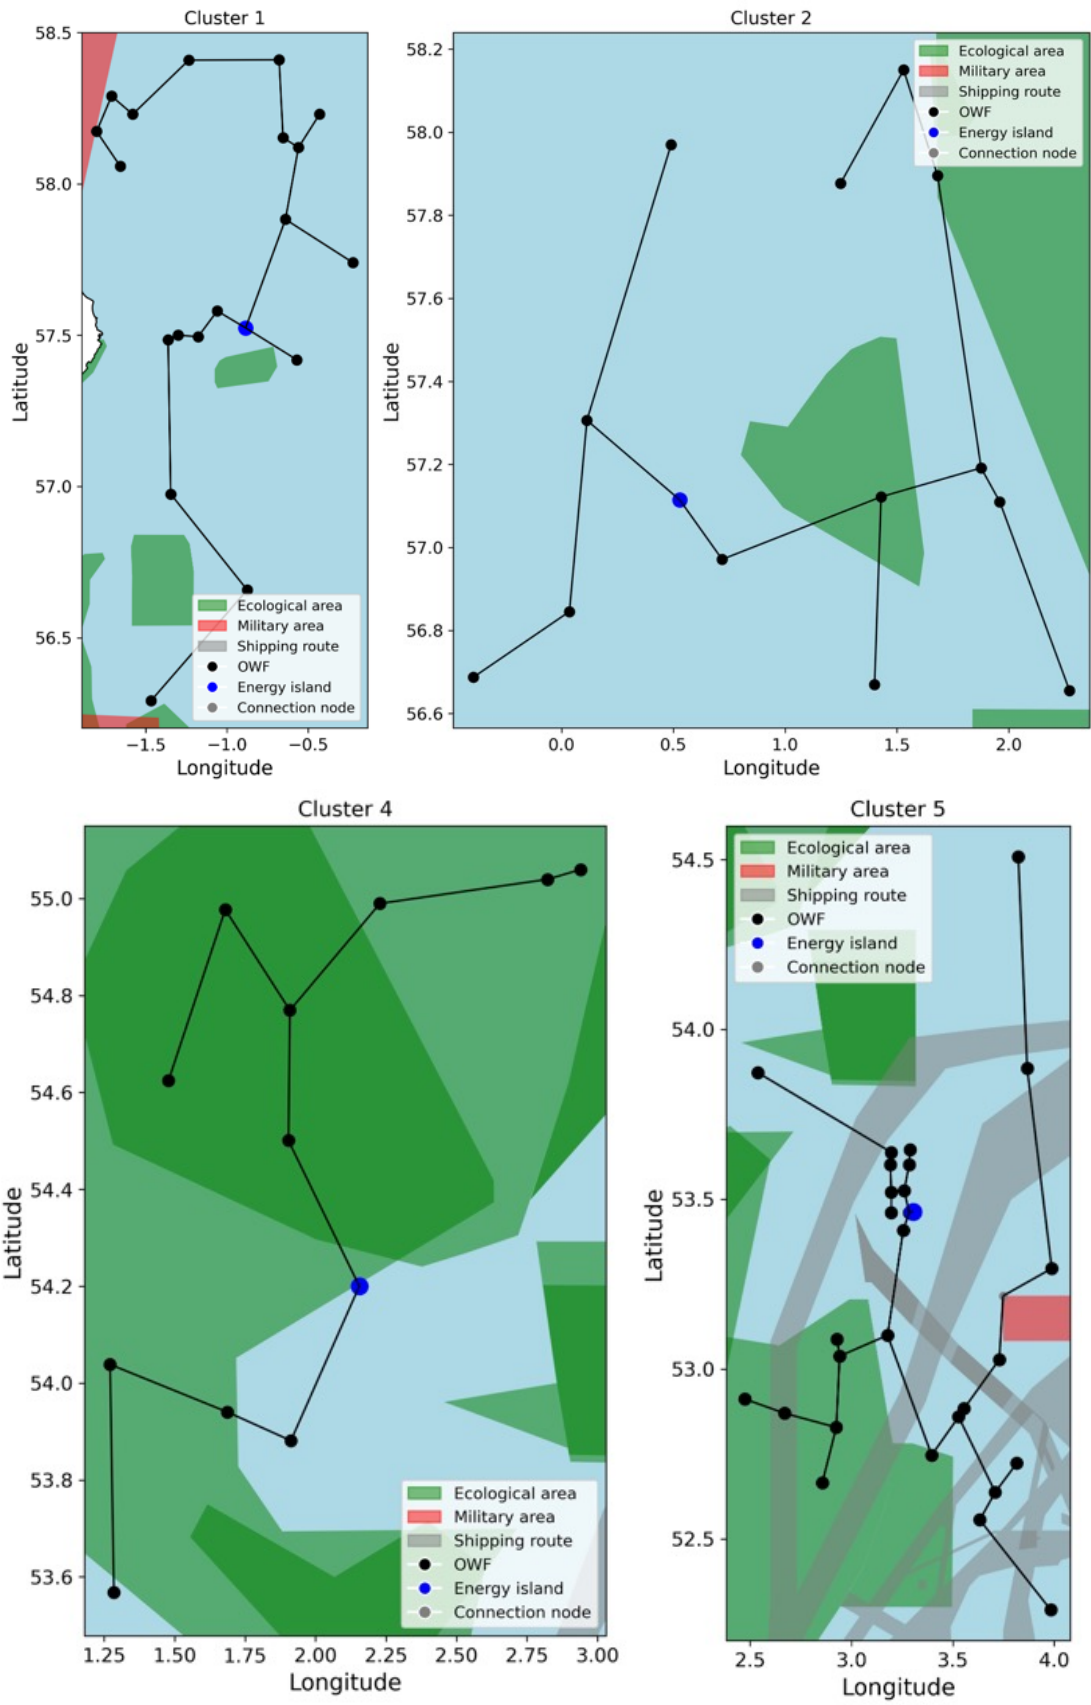 Cluster 1
58.5
58.0
57.5
57.0
56.5
Latitude
−1.5 −1.0 −0.5
Longitude
Ecological area
Military area
Shipping route
OWF
Energy island
Connection node
Cluster 2
58.2
58.0
57.8
57.6
57.4
57.2
57.0
56.8
56.6
Latitude
0.0 0.5 1.0 1.5 2.0
Longitude
Ecological area
Military area
Shipping route
OWF
Energy island
Connection node
Cluster 4
55.0
54.8
54.6
54.4
54.2
54.0
53.8
53.6
Latitude
1.25 1.50 1.75 2.00 2.25 2.50 2.75 3.00
Longitude
Ecological area
Military area
Shipping route
OWF
Energy island
Connection node
Cluster 5
54.5
54.0
53.5
53.0
52.5
Latitude
2.5 3.0 3.5 4.0
Longitude
Ecological area
Military area
Shipping route
OWF
Energy island
Connection node